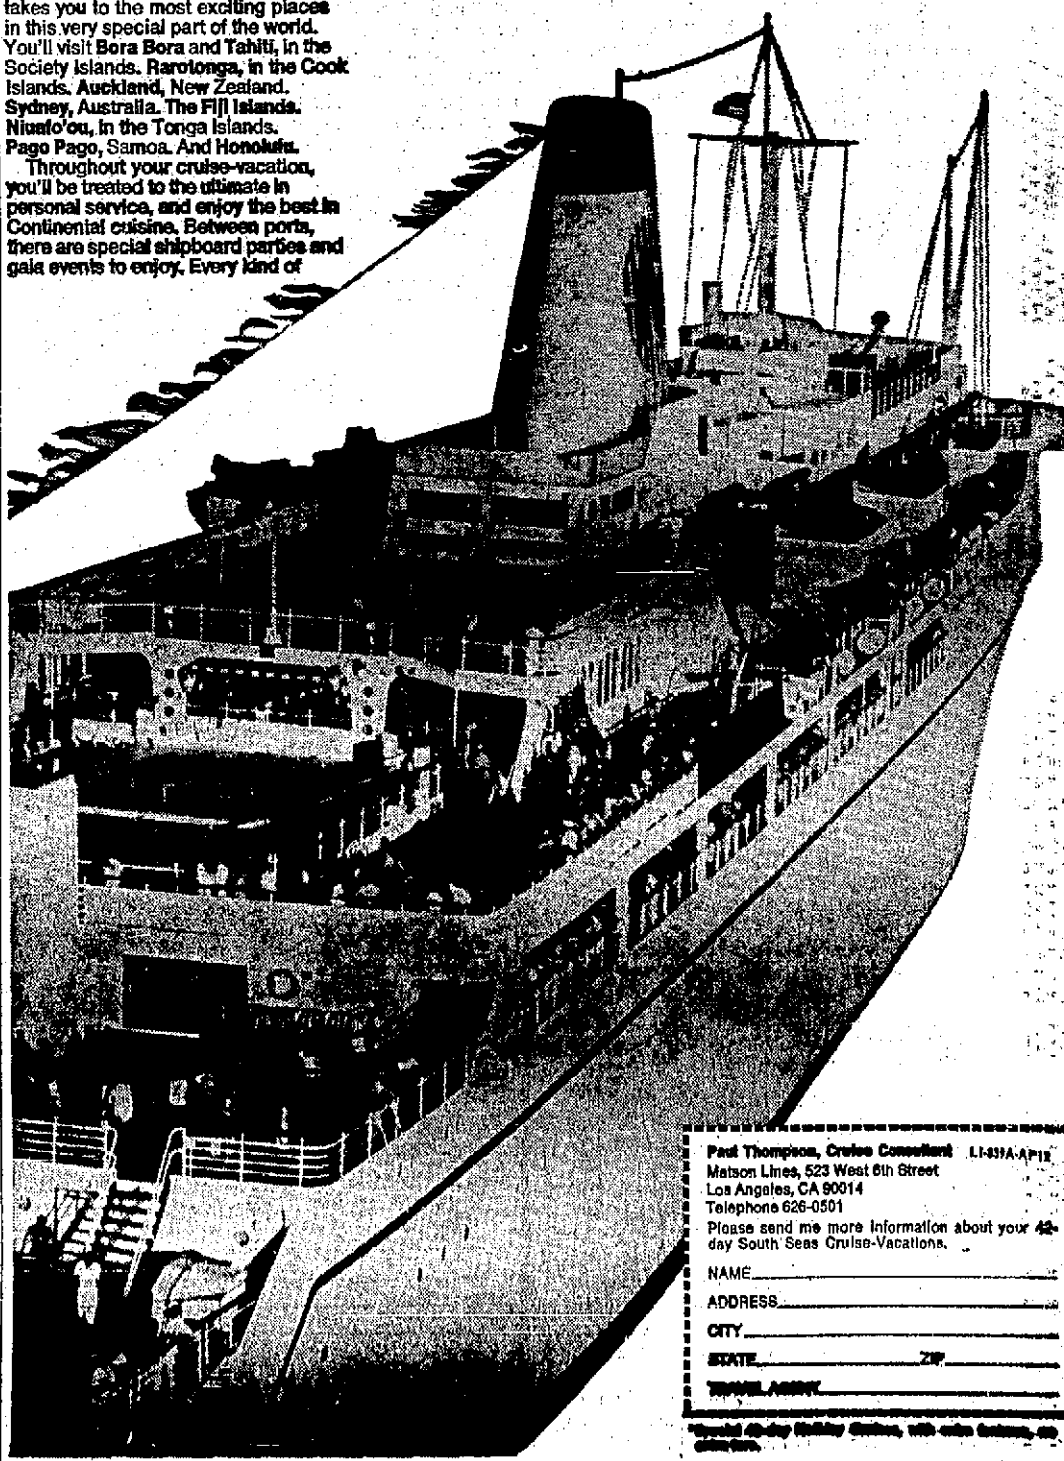 takes you to the most exciting places
in this very special part of the world.
You'll visit Bora Bora and Tahiti, in the
Society Islands. Rarotonga, in the Cook
Islands. Auckland, New Zealand.
Sydney, Australia. The Fiji Islands.
Niuafo'ou, in the Tonga Islands.
Pago Pago, Samoa. And Honolulu.
Throughout your cruise-vacation,
you'll be treated to the ultimate in
personal service, and enjoy the best in
Continental cuisine. Between ports,
there are special shipboard parties and
gala events to enjoy. Every kind of
Paul Thompson, Cruise Consultant
Matson Lines, 523 West 6th Street
Los Angeles, CA 90014
Telephone 626-0501
Please send me more information about your 42-
day South Seas Cruise-Vacations.
NAME
ADDRESS
CITY
STATE ZIP
TRAVEL AGENT